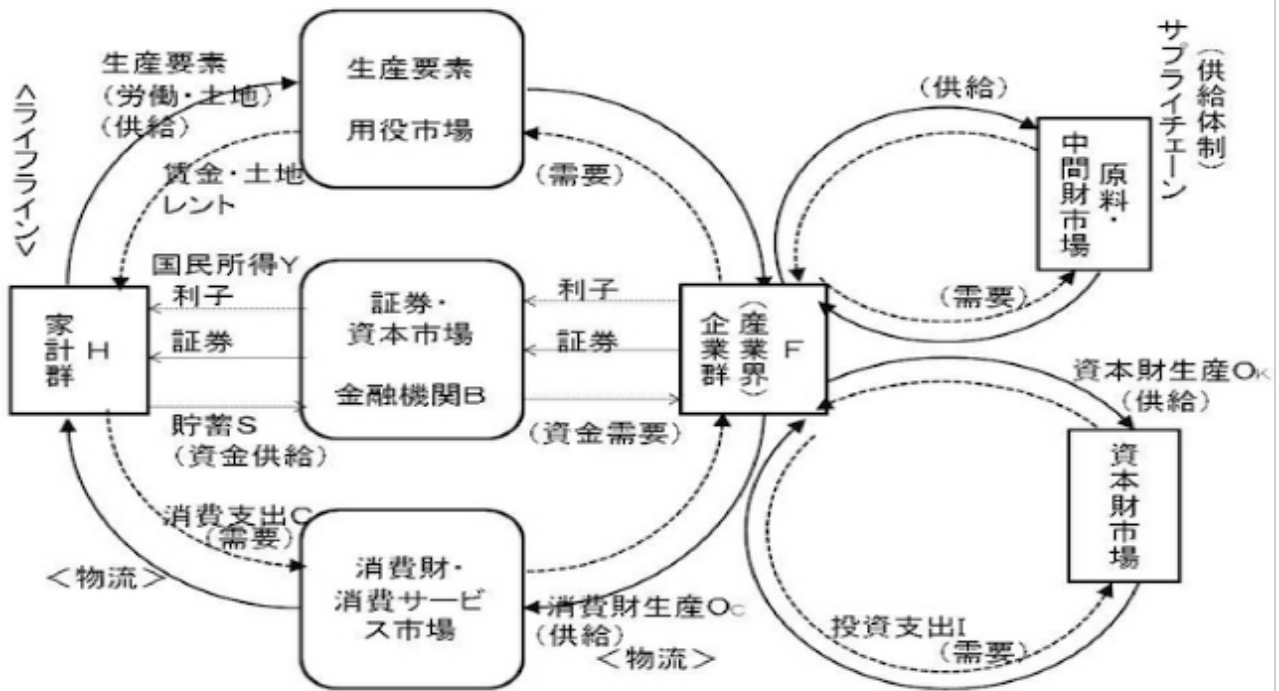 生産要素
(労働・土地)
(供給)
<ライフライン>
生産要素
用役市場
賃金・土地
レント
(需要)
(供給)
サプライチェーン
(供給体制)
原料・
中間財市場
(需要)
国民所得Y
利子
証券
貯蓄S
(資金供給)
家計群
H
証券・
資本市場
金融機関B
利子
証券
(資金需要)
企業群
(産業界)
F
資本財生産OK
(供給)
資本財市場
消費支出C
(需要)
<物流>
消費財・
消費サービ
ス市場
消費財生産OC
(供給)
<物流>
投資支出I
(需要)